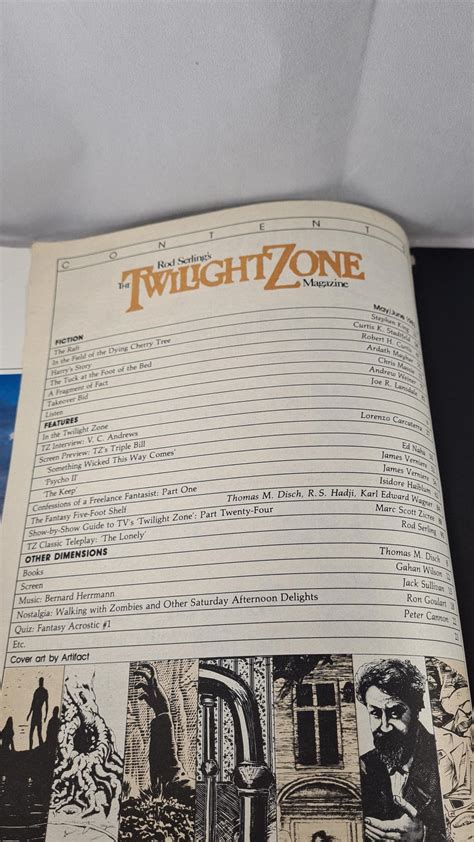 CONTENT
Rod Serling's
THE TWILIGHT ZONE
Magazine
May/June
FICTION
The Raft Stephen King
In the Field of the Dying Cherry Tree Curtis K.
Harry's Story Robert H.
The Tuck at the Foot of the Bed Ardath
A Fragment of Fact Chris
Takeover Bid Andrew Weiner
Listen Joe R. Lansdale
FEATURES
In the Twilight Zone
TZ Interview: V. C. Andrews Lorenzo Carcaterra
Screen Preview: TZ's Triple Bill
'Something Wicked This Way Comes' Ed Naha
'Psycho II' James Verniere
'The Keep' James Verniere
Confessions of a Freelance Fantasist: Part One Isidore Haiblum
The Fantasy Five-Foot Shelf Thomas M. Disch, R.S. Hadji, Karl Edward Wagner
Show-by-Show Guide to TV's 'Twilight Zone': Part Twenty-Four Marc Scott Zicree
TZ Classic Teleplay: 'The Lonely' Rod Serling
OTHER DIMENSIONS
Books Thomas M. Disch
Screen Gahan Wilson
Music: Bernard Herrmann Jack Sullivan
Nostalgia: Walking with Zombies and Other Saturday Afternoon Delights Ron Goulart
Quiz: Fantasy Acrostic #1 Peter Cannon
Etc.
Cover art by Artifact